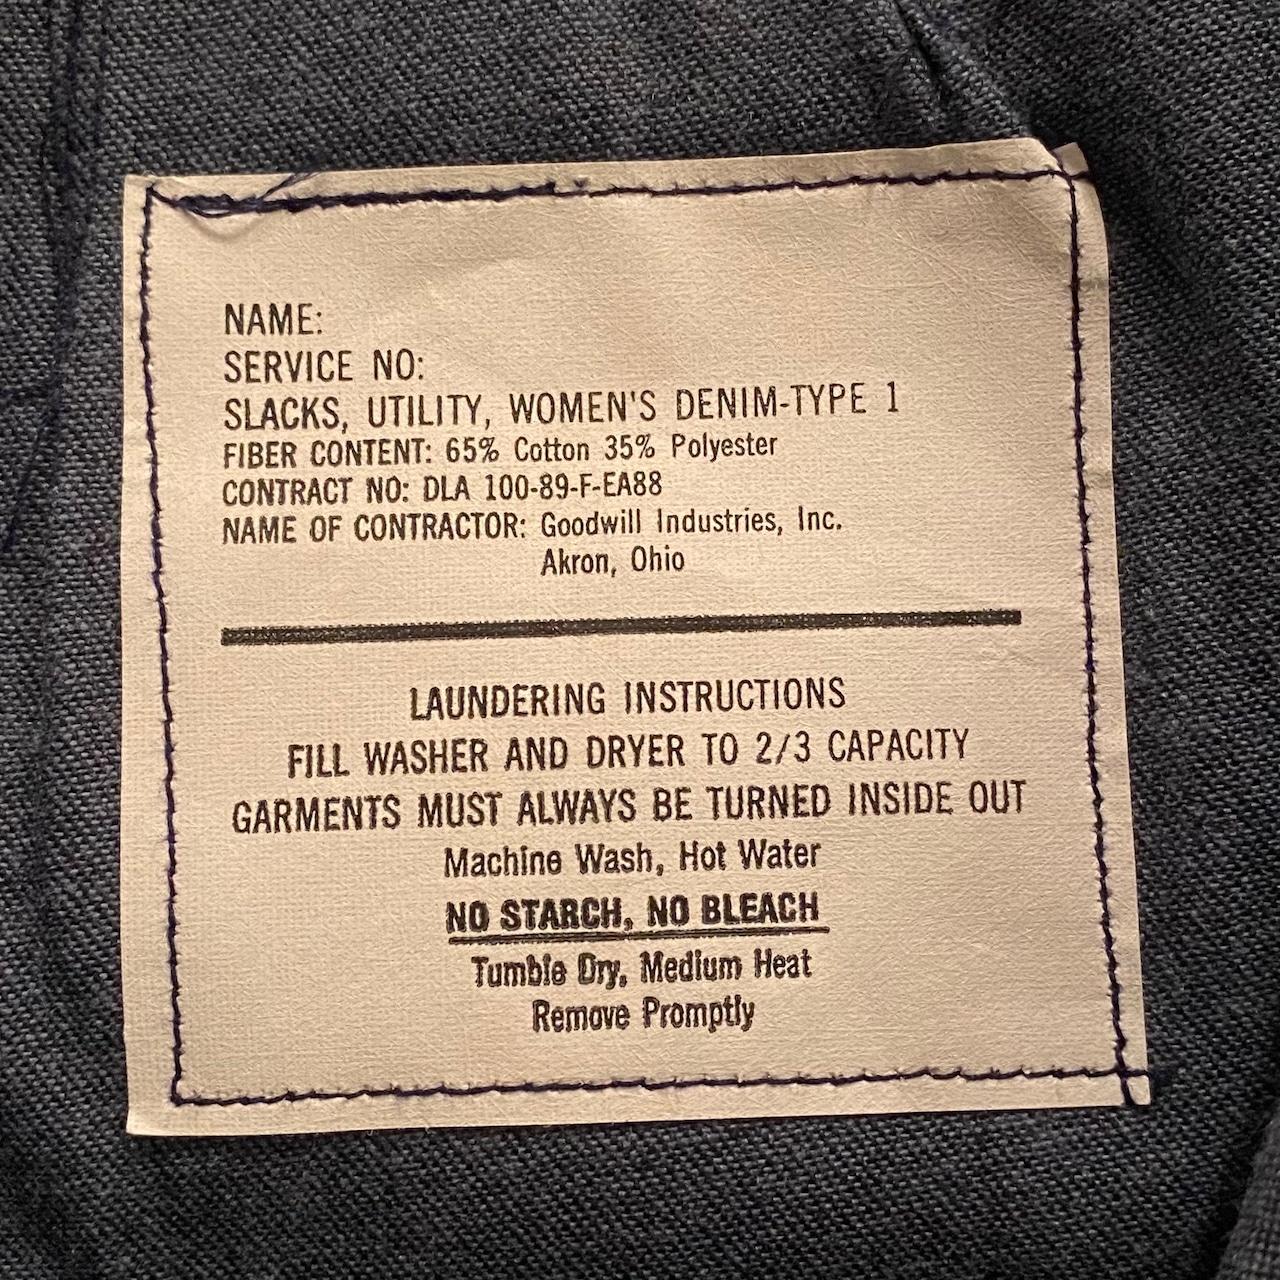 NAME:
SERVICE NO:
SLACKS, UTILITY, WOMEN'S DENIM-TYPE 1
FIBER CONTENT: 65% Cotton 35% Polyester
CONTRACT NO: DLA 100-89-F-EA88
NAME OF CONTRACTOR: Goodwill Industries, Inc.
Akron, Ohio
LAUNDERING INSTRUCTIONS
FILL WASHER AND DRYER TO 2/3 CAPACITY
GARMENTS MUST ALWAYS BE TURNED INSIDE OUT
Machine Wash, Hot Water
NO STARCH, NO BLEACH
Tumble Dry, Medium Heat
Remove Promptly